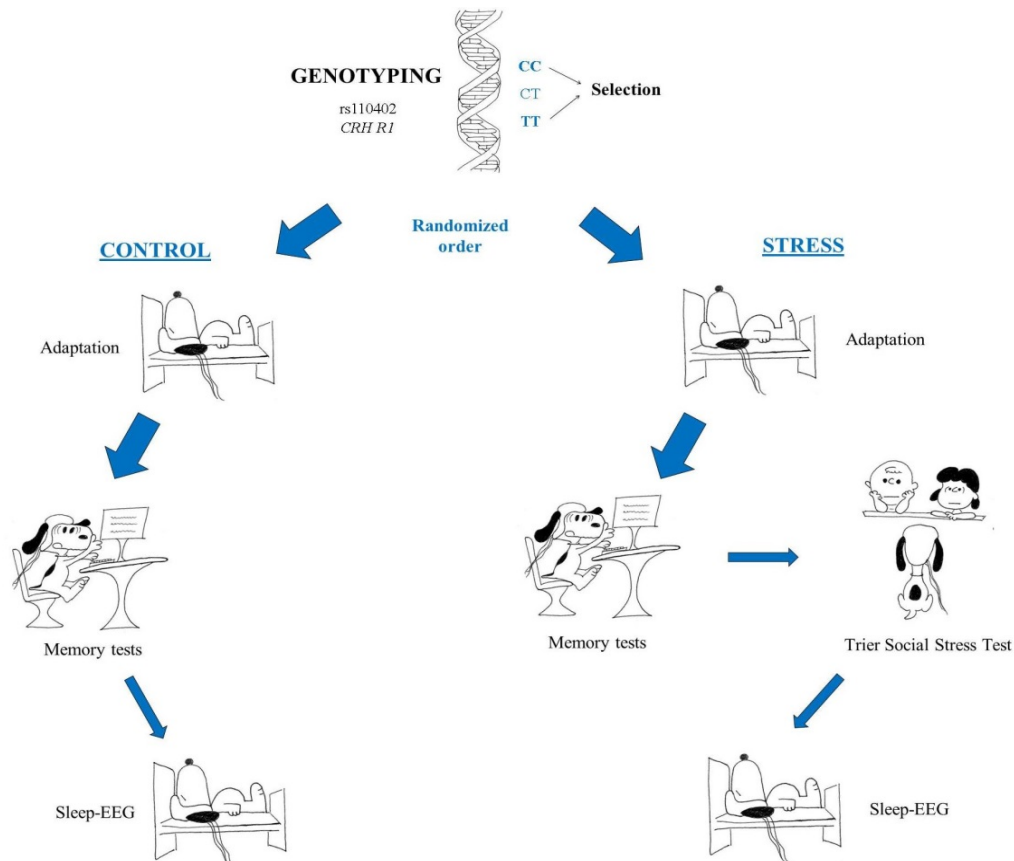 GENOTYPING
rs110402
CRH R1
CC
CT
TT
Selection
Randomized
order
CONTROL
STRESS
Adaptation
Adaptation
Memory tests
Memory tests
Trier Social Stress Test
Sleep-EEG
Sleep-EEG